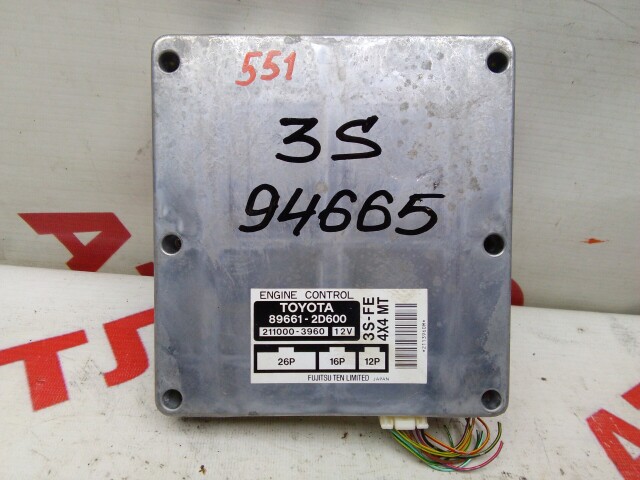 551
3S
94665
ENGINE CONTROL
TOYOTA
89661-2D600
211000-3960 12V
3S-FE
4X4 MT
26P 16P 12P
FUJITSU TEN LIMITED JAPAN